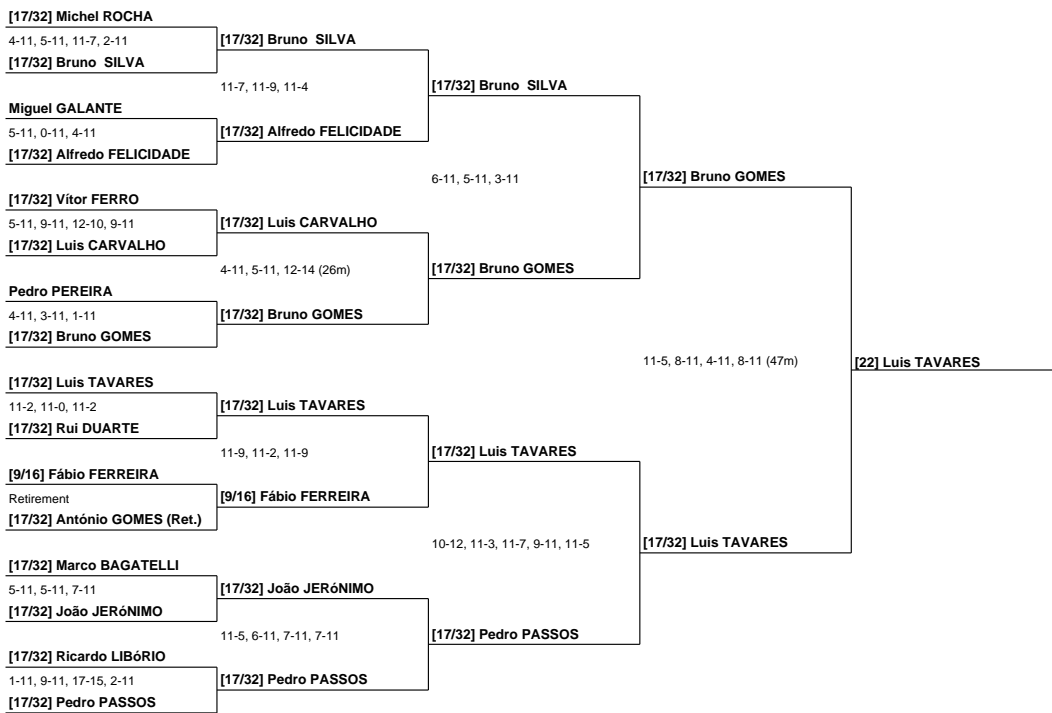 [17/32] Michel ROCHA
4-11, 5-11, 11-7, 2-11
[17/32] Bruno  SILVA
Miguel GALANTE
5-11, 0-11, 4-11
[17/32] Alfredo FELICIDADE
[17/32] Vítor FERRO
5-11, 9-11, 12-10, 9-11
[17/32] Luis CARVALHO
Pedro PEREIRA
4-11, 3-11, 1-11
[17/32] Bruno GOMES
[17/32] Luis TAVARES
11-2, 11-0, 11-2
[17/32] Rui DUARTE
[9/16] Fábio FERREIRA
Retirement
[17/32] António GOMES (Ret.)
[17/32] Marco BAGATELLI
5-11, 5-11, 7-11
[17/32] João JERóNIMO
[17/32] Ricardo LIBóRIO
1-11, 9-11, 17-15, 2-11
[17/32] Pedro PASSOS
[17/32] Bruno  SILVA
11-7, 11-9, 11-4
[17/32] Alfredo FELICIDADE
[17/32] Luis CARVALHO
4-11, 5-11, 12-14 (26m)
[17/32] Bruno GOMES
[17/32] Luis TAVARES
11-9, 11-2, 11-9
[9/16] Fábio FERREIRA
[17/32] João JERóNIMO
11-5, 6-11, 7-11, 7-11
[17/32] Pedro PASSOS
[17/32] Bruno  SILVA
6-11, 5-11, 3-11
[17/32] Bruno GOMES
[17/32] Luis TAVARES
10-12, 11-3, 11-7, 9-11, 11-5
[17/32] Pedro PASSOS
[17/32] Bruno GOMES
11-5, 8-11, 4-11, 8-11 (47m)
[17/32] Luis TAVARES
[22] Luis TAVARES